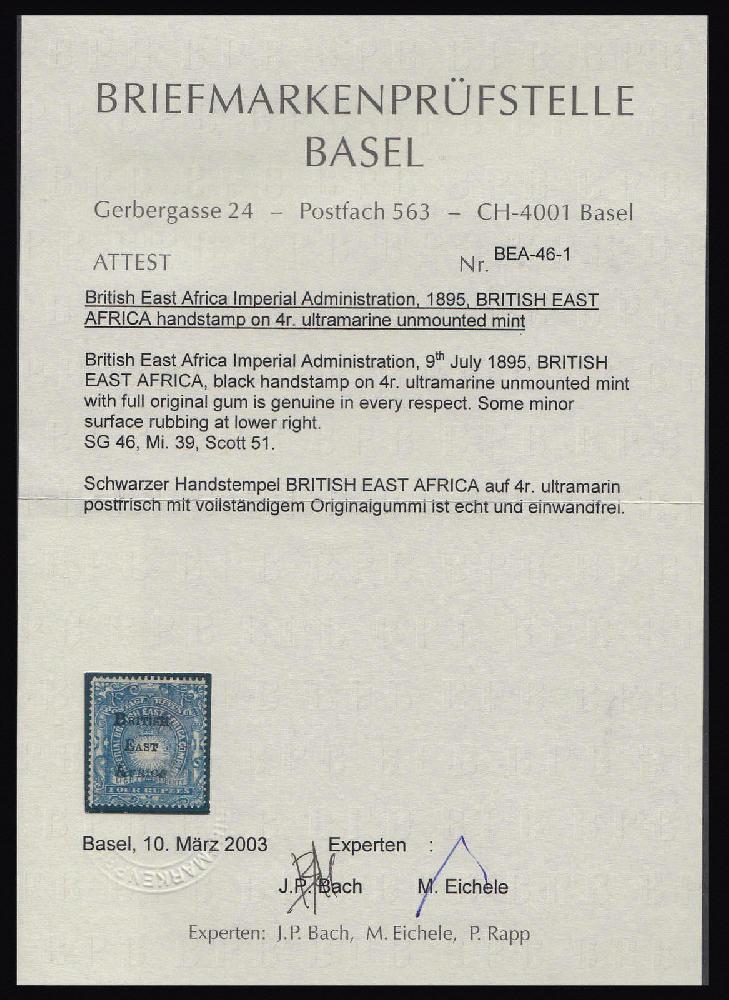 BRIEFMARKENPRÜFSTELLE
BASEL
Gerbergasse 24 – Postfach 563 – CH-4001 Basel
ATTEST Nr. BEA-46-1
British East Africa Imperial Administration, 1895, BRITISH EAST
AFRICA handstamp on 4r. ultramarine unmounted mint
British East Africa Imperial Administration, 9th July 1895, BRITISH
EAST AFRICA, black handstamp on 4r. ultramarine unmounted mint
with full original gum is genuine in every respect. Some minor
surface rubbing at lower right.
SG 46, Mi. 39, Scott 51.
Schwarzer Handstempel BRITISH EAST AFRICA auf 4r. ultramarin
postfrisch mit vollständigem Originalgummi ist echt und einwandfrei.
BRITISH
EAST
AFRICA
FOUR RUPEES
Basel, 10. März 2003 Experten :
J.P. Bach M. Eichele
Experten: J.P. Bach, M. Eichele, P. Rapp